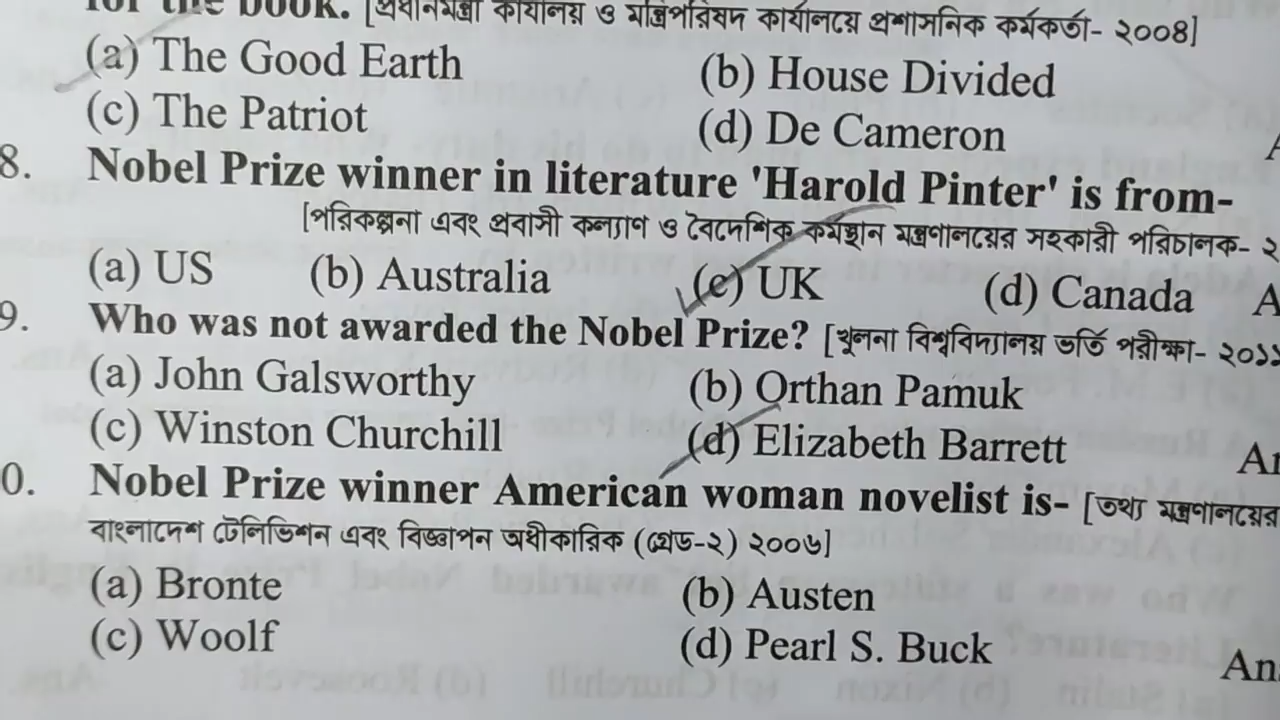 for the book. [প্রধানমন্ত্রী কার্যালয় ও মন্ত্রিপরিষদ কার্যালয়ে প্রশাসনিক কর্মকর্তা- ২০০৪]
(a) The Good Earth (b) House Divided
(c) The Patriot (d) De Cameron
8. Nobel Prize winner in literature 'Harold Pinter' is from-
[পরিকল্পনা এবং প্রবাসী কল্যাণ ও বৈদেশিক কর্মস্থান মন্ত্রণালয়ের সহকারী পরিচালক- ২
(a) US (b) Australia (c) UK (d) Canada
9. Who was not awarded the Nobel Prize? [খুলনা বিশ্ববিদ্যালয় ভর্তি পরীক্ষা- ২০১১
(a) John Galsworthy (b) Orthan Pamuk
(c) Winston Churchill (d) Elizabeth Barrett
0. Nobel Prize winner American woman novelist is- [তথ্য মন্ত্রণালয়ের
বাংলাদেশ টেলিভিশন এবং বিজ্ঞাপন অধীকারিক (গ্রেড-২) ২০০৬]
(a) Bronte (b) Austen
(c) Woolf (d) Pearl S. Buck